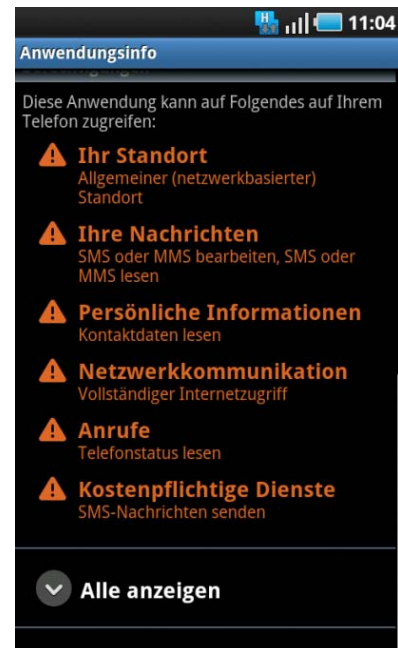 11:04
Anwendungsinfo
Diese Anwendung kann auf Folgendes auf Ihrem
Telefon zugreifen:
Ihr Standort
Allgemeiner (netzwerkbasierter)
Standort
Ihre Nachrichten
SMS oder MMS bearbeiten, SMS oder
MMS lesen
Persönliche Informationen
Kontaktdaten lesen
Netzwerkkommunikation
Vollständiger Internetzugriff
Anrufe
Telefonstatus lesen
Kostenpflichtige Dienste
SMS-Nachrichten senden
Alle anzeigen